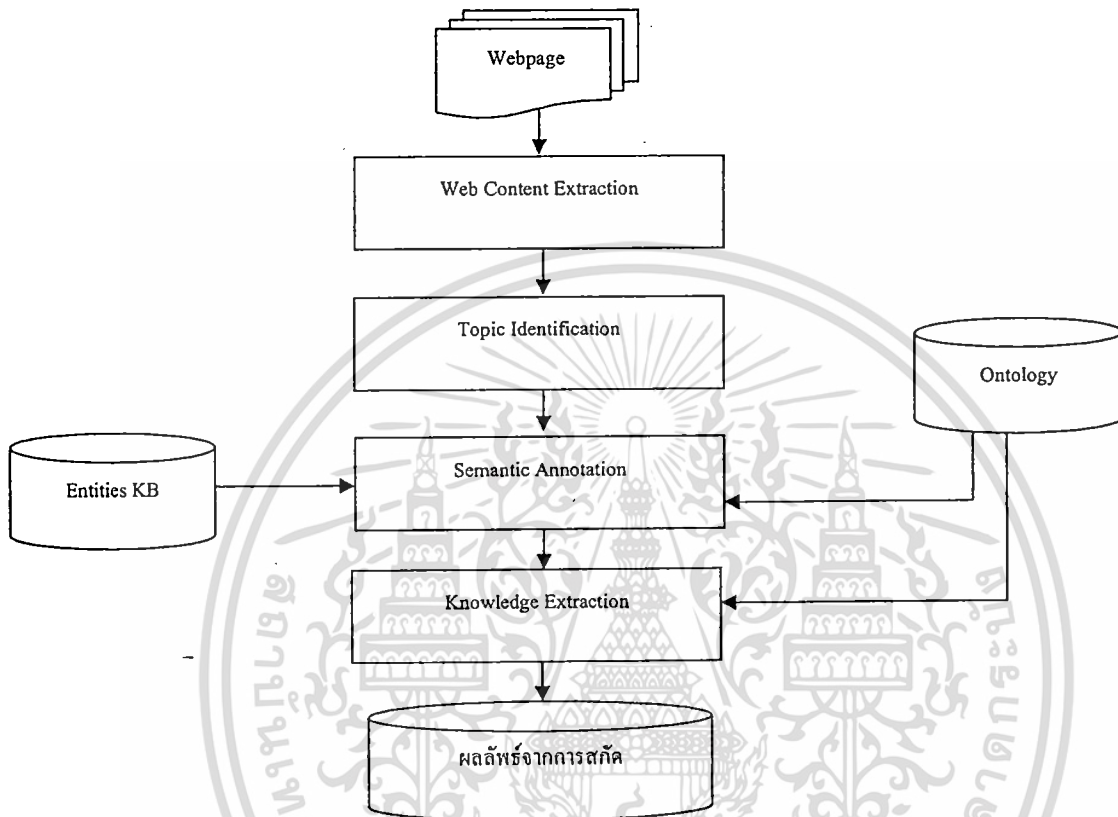 Webpage
Web Content Extraction
Topic Identification
Ontology
Semantic Annotation
Entities KB
Knowledge Extraction
ผลลัพธ์จากการสกัด